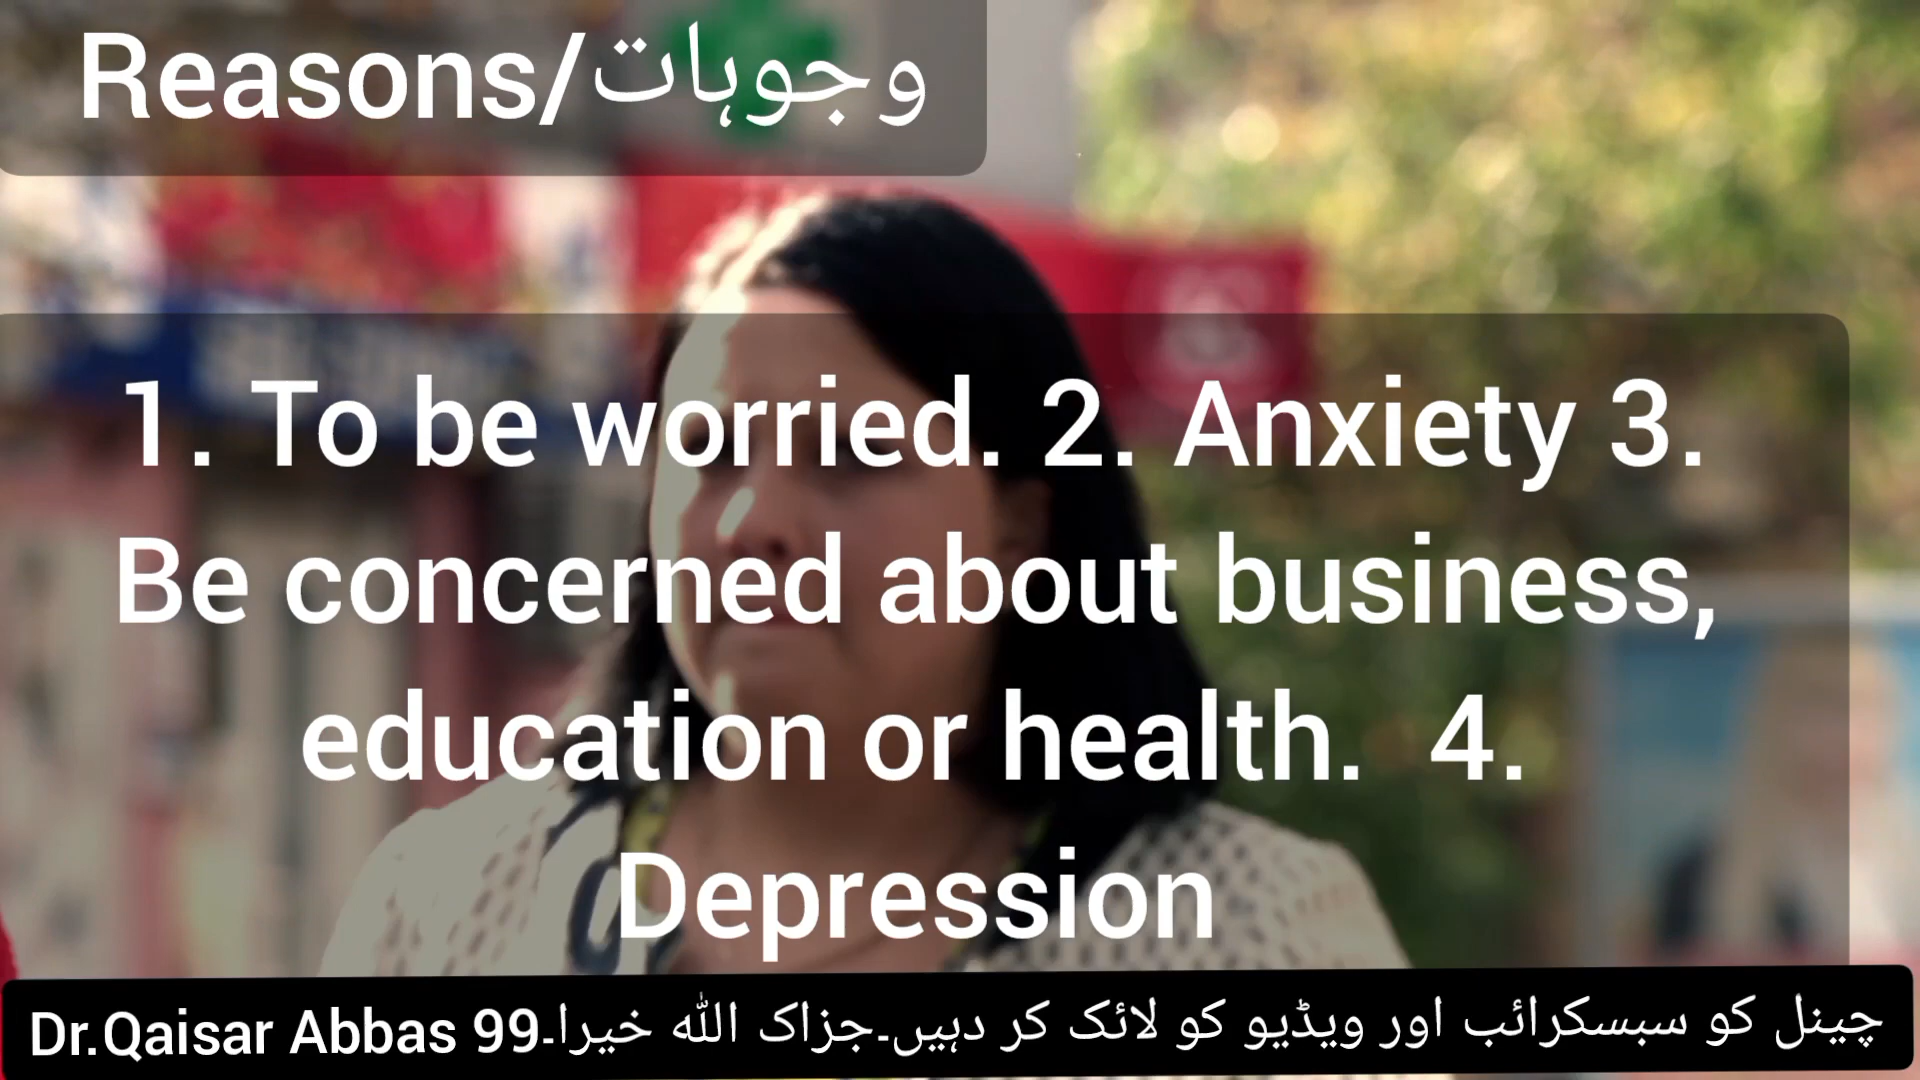 Reasons/وجوہات
1. To be worried. 2. Anxiety 3.
Be concerned about business,
education or health. 4.
Depression
چینل کو سبسکرائب اور ویڈیو کو لائک کر دہیں۔جزاک اللہ خیرا۔Dr.Qaisar Abbas 99